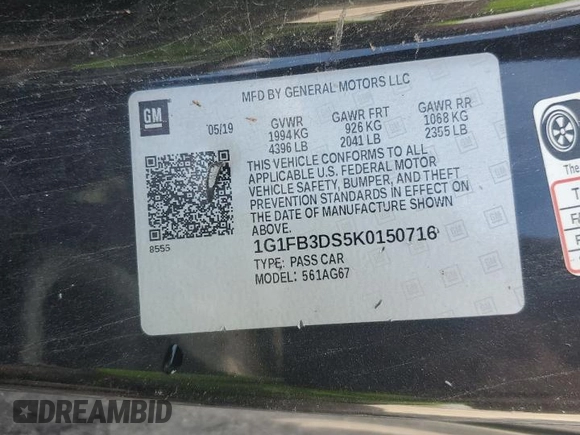 MFD BY GENERAL MOTORS LLC
GM
05/19
GVWR GAWR FRT GAWR RR
1994 KG 926 KG 1068 KG
4396 LB 2041 LB 2355 LB
THIS VEHICLE CONFORMS TO ALL
APPLICABLE U.S. FEDERAL MOTOR
VEHICLE SAFETY, BUMPER, AND THEFT
PREVENTION STANDARDS IN EFFECT ON
THE DATE OF MANUFACTURE SHOWN
ABOVE.
8555
1G1FB3DS5K0150716
TYPE: PASS CAR
MODEL: 561AG67
The
DREAMBID